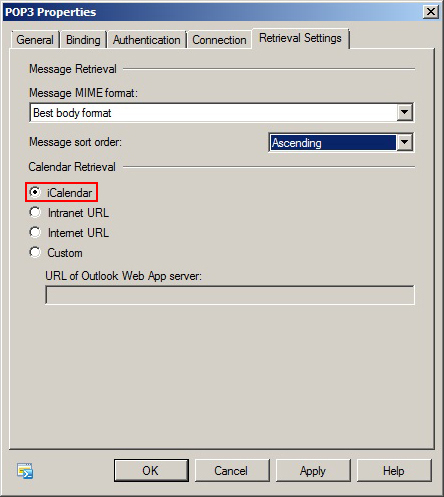 POP3 Properties
General Binding Authentication Connection Retrieval Settings
Message Retrieval
Message MIME format:
Best body format
Message sort order: Ascending
Calendar Retrieval
iCalendar
Intranet URL
Internet URL
Custom
URL of Outlook Web App server:
OK Cancel Apply Help